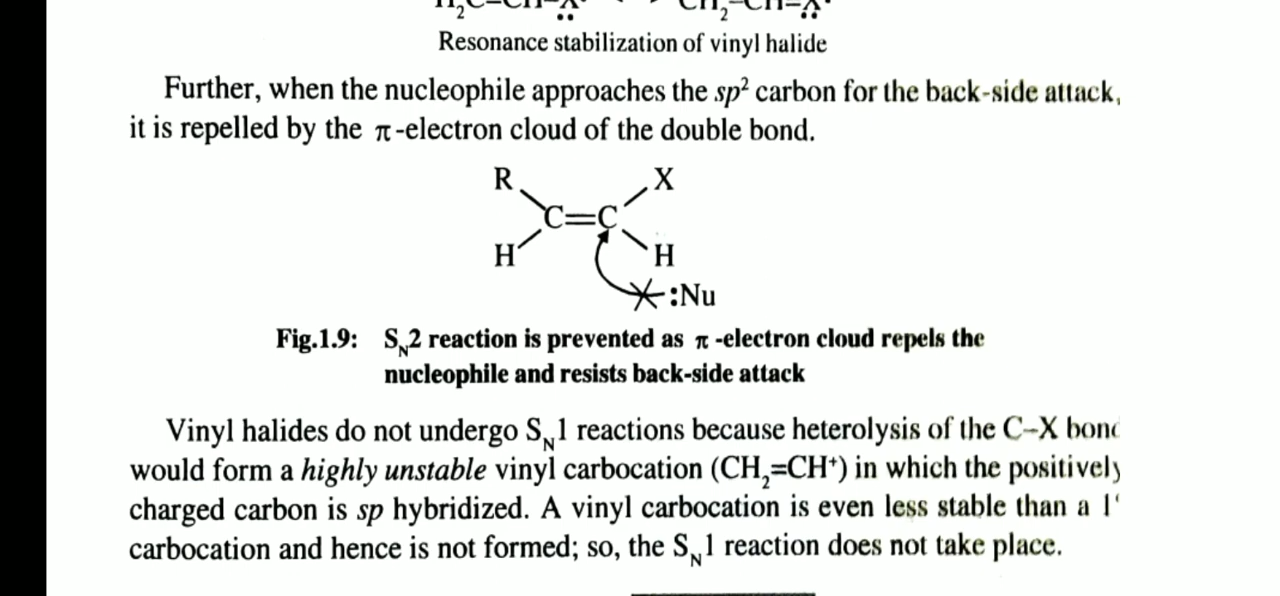 Resonance stabilization of vinyl halide
Further, when the nucleophile approaches the sp² carbon for the back-side attack,
it is repelled by the π-electron cloud of the double bond.
R X
C=C
H H
:Nu
Fig.1.9: S_N2 reaction is prevented as π-electron cloud repels the
nucleophile and resists back-side attack
Vinyl halides do not undergo S_N1 reactions because heterolysis of the C–X
would form a highly unstable vinyl carbocation (CH₂=CH⁺) in which the positively
charged carbon is sp hybridized. A vinyl carbocation is even less stable than a
carbocation and hence is not formed; so, the S_N1 reaction does not take place.